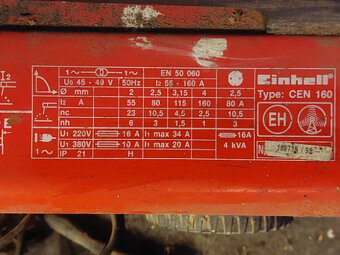 1~ 1~ EN 50 060
U0 45 - 49 V 50Hz I2 55 - 160 A
Ø mm 2 2,5 3,15 4 2,5
I2 A 55 80 115 160 80 A
nc 23 10,5 4,5 2,5 10,5
nh 6 3 1,5 1 3
U1 220V 16 A I1 max 34 A 16A
U1 380V 10 A I1 max 20 A 4 kVA
IP 21 H
I2
Einhell
Type: CEN 160
EH
N